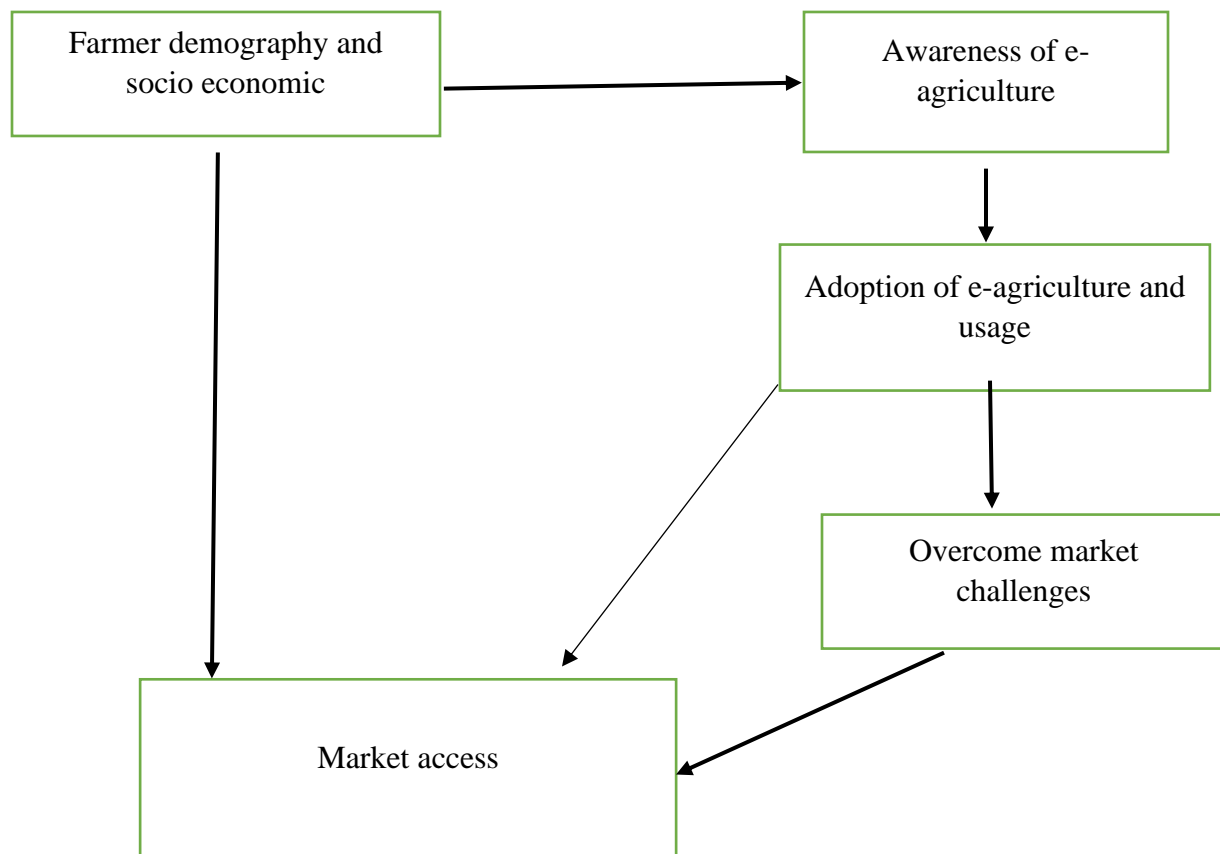 Farmer demography and
socio economic
Awareness of e-
agriculture
Adoption of e-agriculture and
usage
Overcome market
challenges
Market access